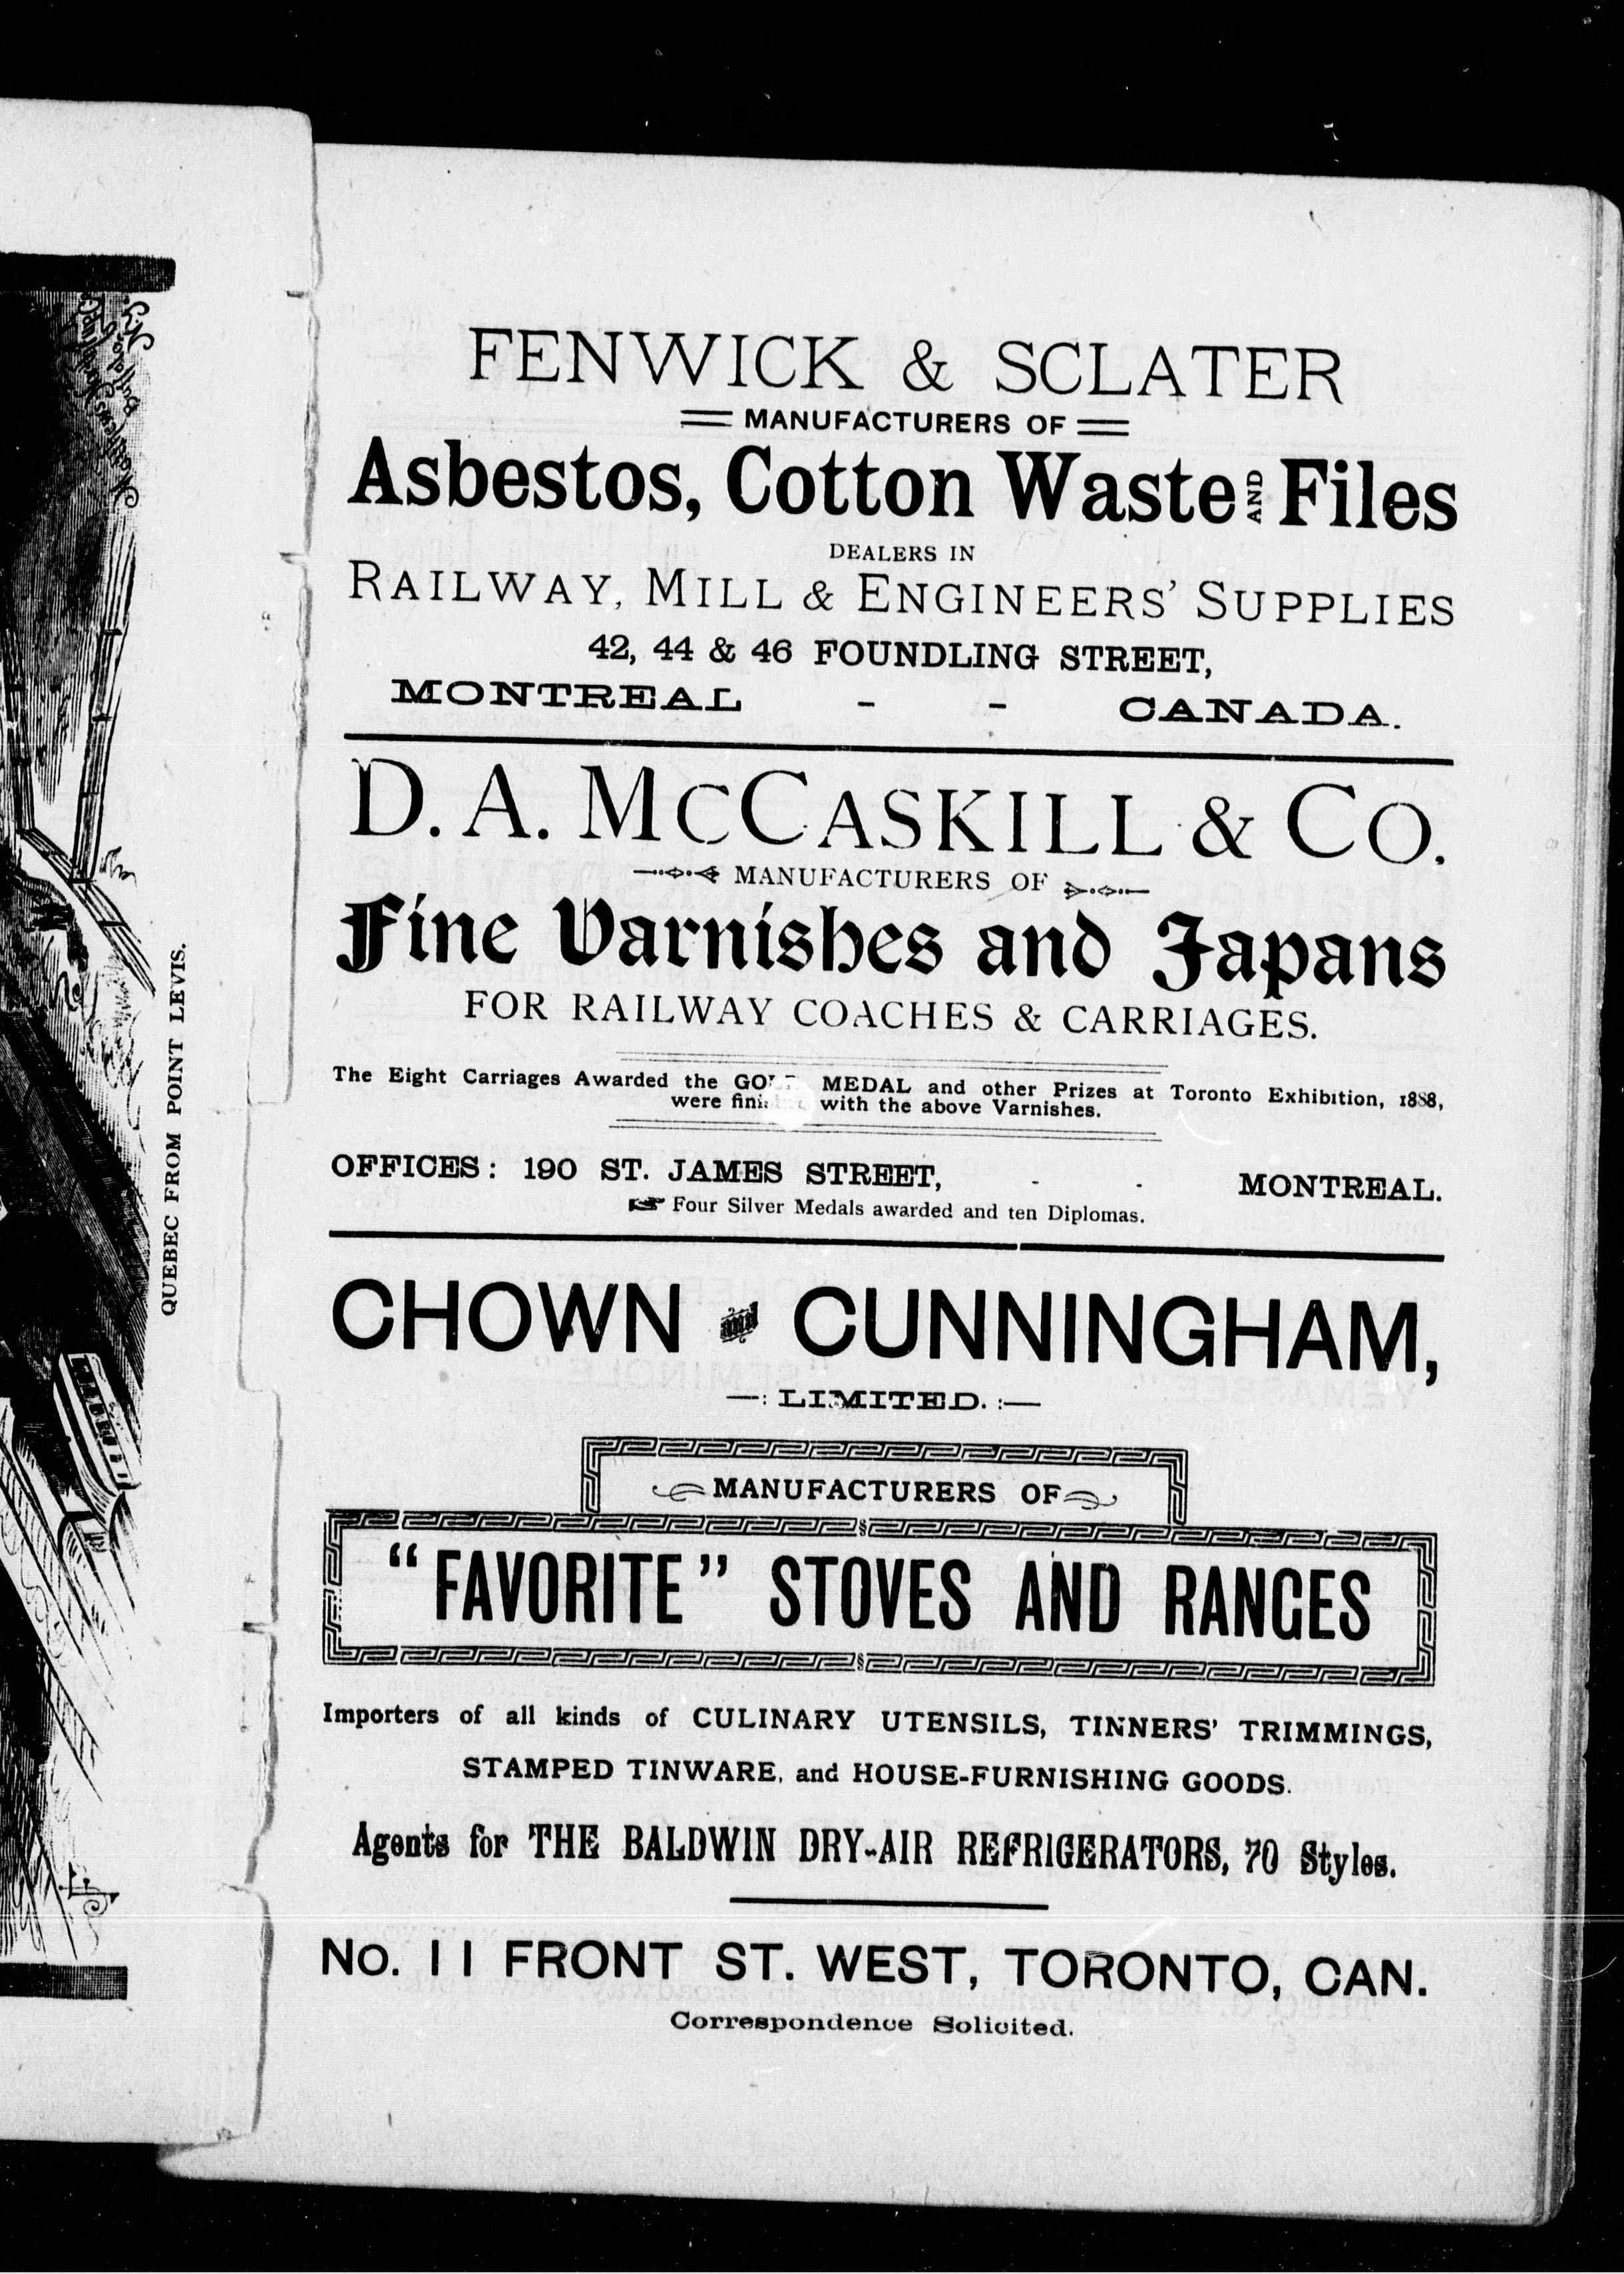 QUEBEC FROM POINT LEVIS.
FENWICK & SCLATER
MANUFACTURERS OF
Asbestos, Cotton Waste AND Files
DEALERS IN
RAILWAY, MILL & ENGINEERS' SUPPLIES
42, 44 & 46 FOUNDLING STREET,
MONTREAL - - CANADA.
D. A. MCCASKILL & CO.
MANUFACTURERS OF
Fine Varnishes and Japans
FOR RAILWAY COACHES & CARRIAGES.
The Eight Carriages Awarded the GOLD MEDAL and other Prizes at Toronto Exhibition, 1888,
were finished with the above Varnishes.
OFFICES: 190 ST. JAMES STREET, - - MONTREAL.
Four Silver Medals awarded and ten Diplomas.
CHOWN and CUNNINGHAM,
—: LIMITED. :—
MANUFACTURERS OF
"FAVORITE" STOVES AND RANGES
Importers of all kinds of CULINARY UTENSILS, TINNERS' TRIMMINGS,
STAMPED TINWARE, and HOUSE-FURNISHING GOODS.
Agents for THE BALDWIN DRY-AIR REFRIGERATORS, 70 Styles.
No. 11 FRONT ST. WEST, TORONTO, CAN.
Correspondence Solicited.